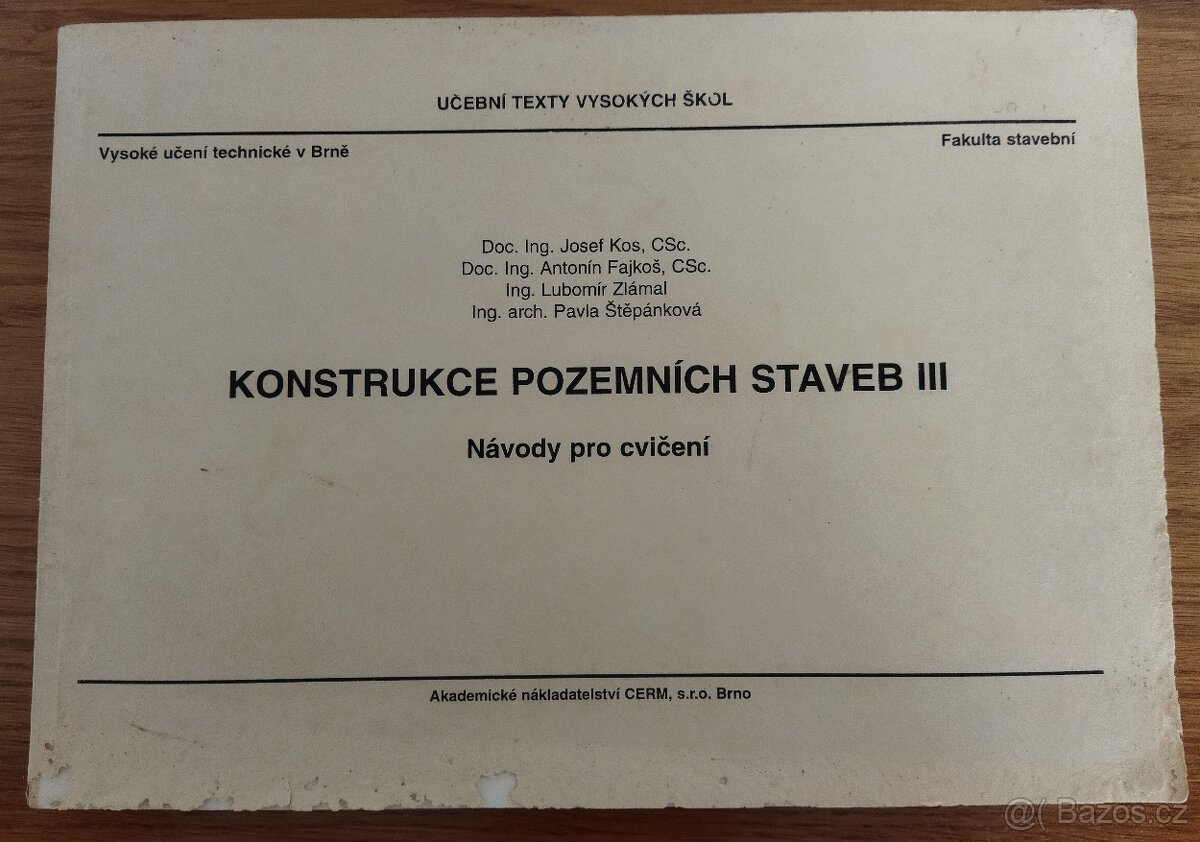 UČEBNÍ TEXTY VYSOKÝCH ŠKOL
Vysoké učení technické v Brně
Fakulta stavební
Doc. Ing. Josef Kos, CSc.
Doc. Ing. Antonín Fajkoš, CSc.
Ing. Lubomír Zlámal
Ing. arch. Pavla Štěpánková
KONSTRUKCE POZEMNÍCH STAVEB III
Návody pro cvičení
Akademické nákladatelství CERM, s.r.o. Brno
@( Bazos.cz